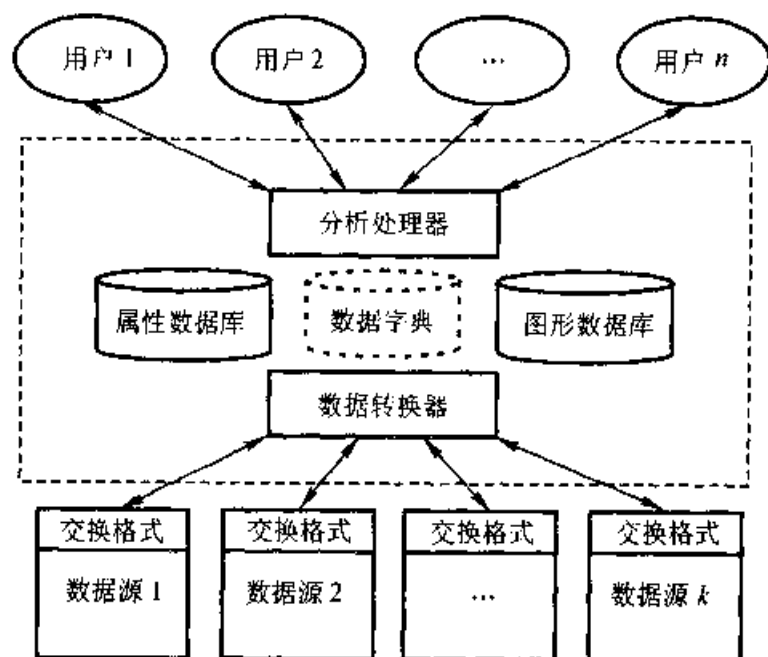 用户 1
用户 2
…
用户 n
分析处理器
属性数据库
数据字典
图形数据库
数据转换器
交换格式
交换格式
交换格式
交换格式
数据源 1
数据源 2
…
数据源 k